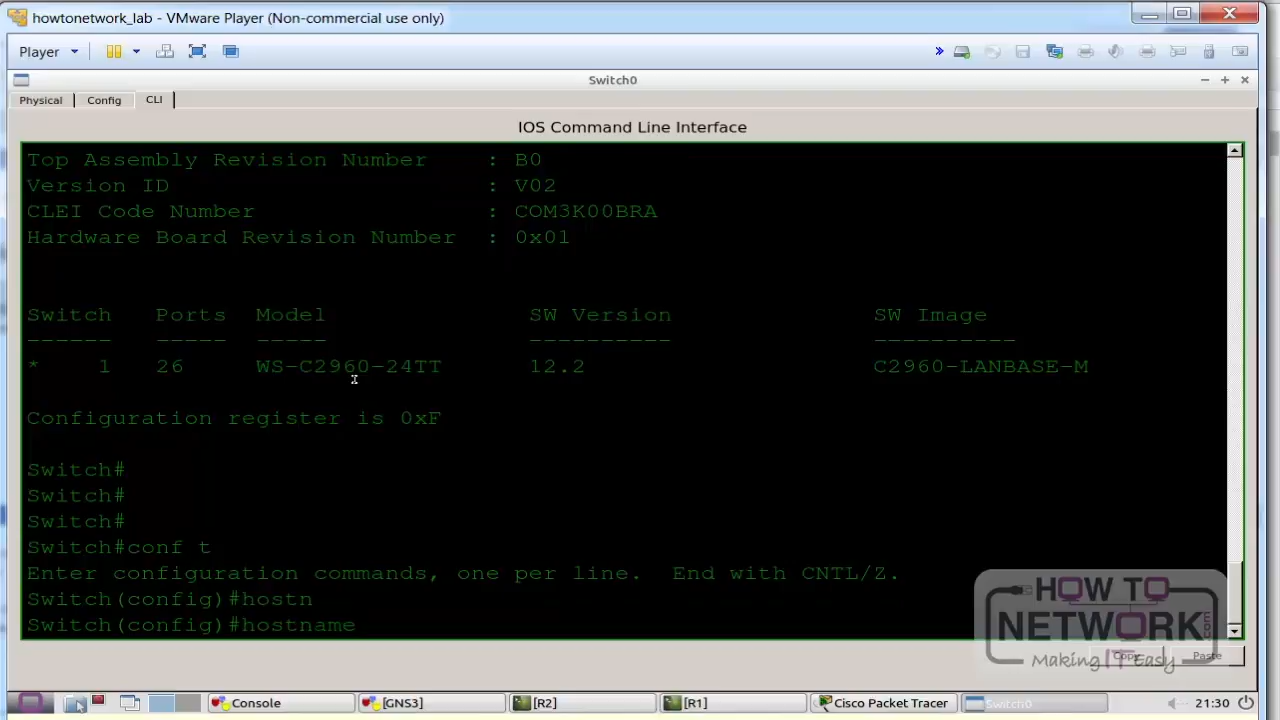 howtonetwork_lab - VMware Player (Non-commercial use only)
Player
Switch0
Physical Config CLI
IOS Command Line Interface
Top Assembly Revision Number : B0
Version ID : V02
CLEI Code Number : COM3K00BRA
Hardware Board Revision Number : 0x01
Switch Ports Model SW Version SW Image
------ ----- ----- ---------- ----------
* 1 26 WS-C2960-24TT 12.2 C2960-LANBASE-M
Configuration register is 0xF
Switch#
Switch#
Switch#
Switch#conf t
Enter configuration commands, one per line. End with CNTL/Z.
Switch(config)#hostn
Switch(config)#hostname
HOW TO
NETWORK.com
Making IT Easy
Copy Paste
Console [GNS3] [R2] [R1] Cisco Packet Tracer Switch0 21:30